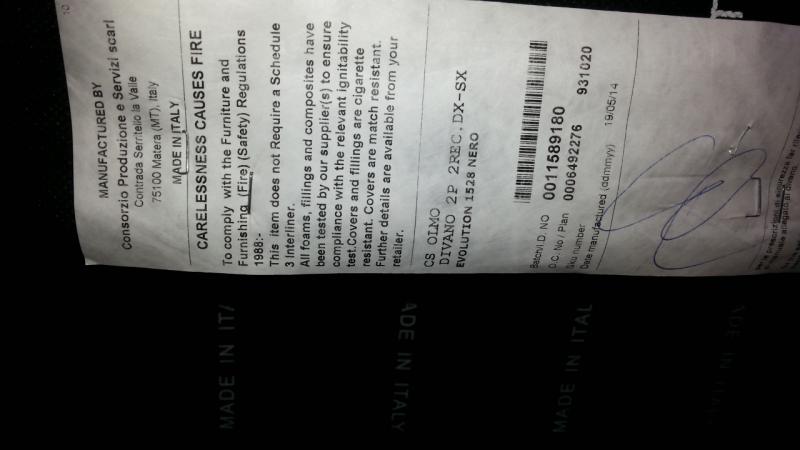 MANUFACTURED BY
Consorzio Produzione e Servizi scarl
Contrada Serritello la Valle
75100 Matera (MT), Italy
MADE IN ITALY
CARELESSNESS CAUSES FIRE
To comply with the Furniture and
Furnishing (Fire) (Safety) Regulations
1988:-
This item does not Require a Schedule
3 Interliner.
All foams, fillings and composites have
been tested by our supplier(s) to ensure
compliance with the relevant ignitability
test.Covers and fillings are cigarette
resistant. Covers are match resistant.
Further details are available from your
retailer.
CS OLMO
DIVANO 2P 2REC.DX-SX
EVOLUTION 1528 NERO
Batch/I.D. NO 0011589180
O.C. No / Plan 0006492276 931020
Sku number
Date manufactured (ddmmyy) 19/05/14
10
MADE IN ITA
ADE IN ITALY
MADE IN ITAL
ADE IN ITAL